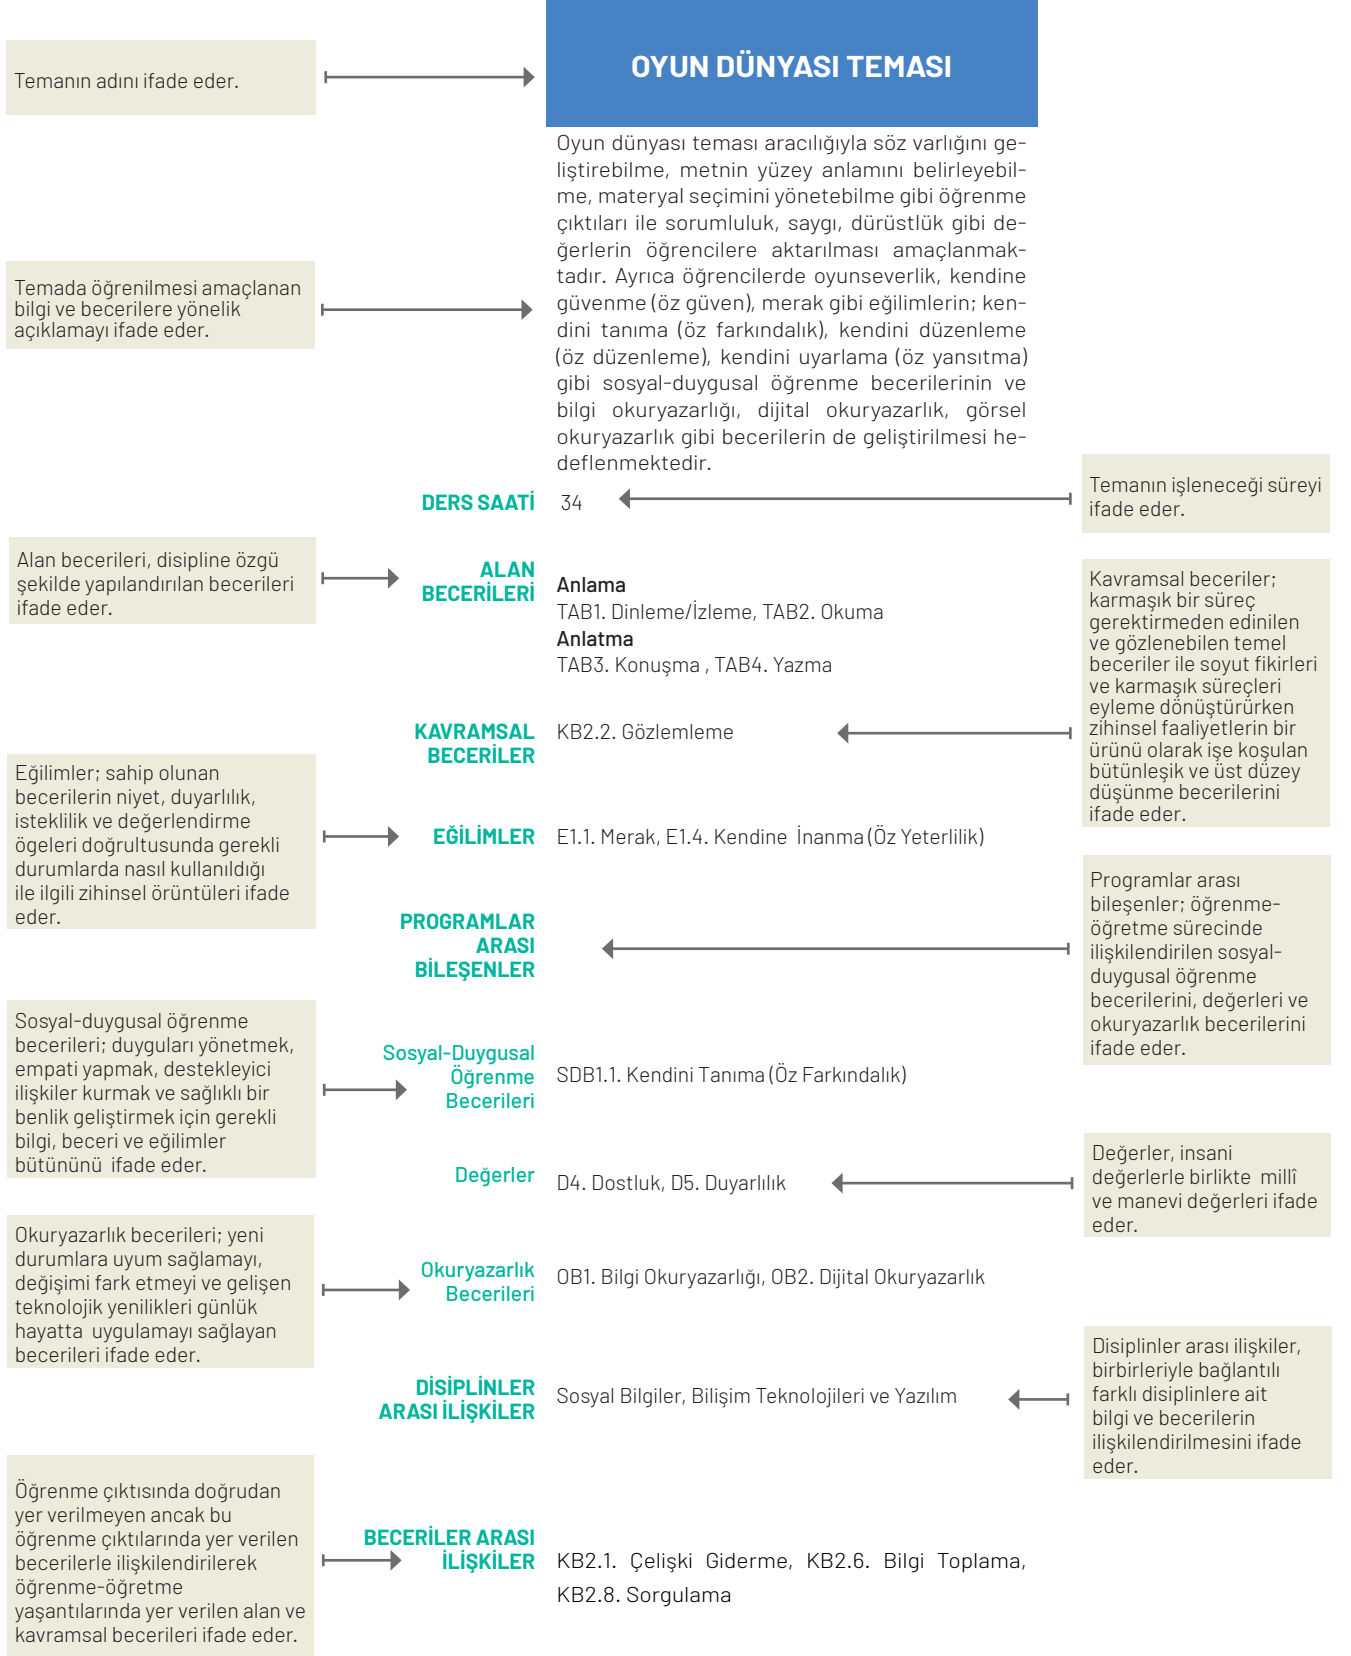 Temanın adını ifade eder.
OYUN DÜNYASI TEMASI
Oyun dünyası teması aracılığıyla söz varlığını ge-
liştirebilme, metnin yüzey anlamını belirleyebil-
me, materyal seçimini yönetebilme gibi öğrenme
çıktıları ile sorumluluk, saygı, dürüstlük gibi de-
ğerlerin öğrencilere aktarılması amaçlanmak-
tadır. Ayrıca öğrencilerde oyunseverlik, kendine
güvenme (öz güven), merak gibi eğilimlerin; ken-
dini tanıma (öz farkındalık), kendini düzenleme
(öz düzenleme), kendini uyarlama (öz yansıtma)
gibi sosyal-duygusal öğrenme becerilerinin ve
bilgi okuryazarlığı, dijital okuryazarlık, görsel
okuryazarlık gibi becerilerin de geliştirilmesi he-
deflenmektedir.
Temada öğrenilmesi amaçlanan
bilgi ve becerilere yönelik
açıklamayı ifade eder.
DERS SAATİ
34
Temanın işleneceği süreyi
ifade eder.
Alan becerileri, disipline özgü
şekilde yapılandırılan becerileri
ifade eder.
ALAN
BECERİLERİ
Anlama
TAB1. Dinleme/İzleme, TAB2. Okuma
Anlatma
TAB3. Konuşma , TAB4. Yazma
Kavramsal beceriler;
karmaşık bir süreç
gerektirmeden edinilen
ve gözlenebilen temel
beceriler ile soyut fikirleri
ve karmaşık süreçleri
eyleme dönüştürürken
zihinsel faaliyetlerin bir
ürünü olarak işe koşulan
bütünleşik ve üst düzey
düşünme becerilerini
ifade eder.
KAVRAMSAL
BECERİLER
KB2.2. Gözlemleme
Eğilimler; sahip olunan
becerilerin niyet, duyarlılık,
isteklilik ve değerlendirme
ögeleri doğrultusunda gerekli
durumlarda nasıl kullanıldığı
ile ilgili zihinsel örüntüleri ifade
eder.
EĞİLİMLER
E1.1. Merak, E1.4. Kendine İnanma (Öz Yeterlilik)
PROGRAMLAR
ARASI
BİLEŞENLER
Programlar arası
bileşenler; öğrenme-
öğretme sürecinde
ilişkilendirilen sosyal-
duygusal öğrenme
becerilerini, değerleri ve
okuryazarlık becerilerini
ifade eder.
Sosyal-duygusal öğrenme
becerileri; duyguları yönetmek,
empati yapmak, destekleyici
ilişkiler kurmak ve sağlıklı bir
benlik geliştirmek için gerekli
bilgi, beceri ve eğilimler
bütününü ifade eder.
Sosyal-Duygusal
Öğrenme
Becerileri
SDB1.1. Kendini Tanıma (Öz Farkındalık)
Değerler
D4. Dostluk, D5. Duyarlılık
Değerler, insani
değerlerle birlikte millî
ve manevi değerleri ifade
eder.
Okuryazarlık becerileri; yeni
durumlara uyum sağlamayı,
değişimi fark etmeyi ve gelişen
teknolojik yenilikleri günlük
hayatta uygulamayı sağlayan
becerileri ifade eder.
Okuryazarlık
Becerileri
OB1. Bilgi Okuryazarlığı, OB2. Dijital Okuryazarlık
DİSİPLİNLER
ARASI İLİŞKİLER
Sosyal Bilgiler, Bilişim Teknolojileri ve Yazılım
Disiplinler arası ilişkiler,
birbirleriyle bağlantılı
farklı disiplinlere ait
bilgi ve becerilerin
ilişkilendirilmesini ifade
eder.
Öğrenme çıktısında doğrudan
yer verilmeyen ancak bu
öğrenme çıktılarında yer verilen
becerilerle ilişkilendirilerek
öğrenme-öğretme
yaşantılarında yer verilen alan ve
kavramsal becerileri ifade eder.
BECERİLER ARASI
İLİŞKİLER
KB2.1. Çelişki Giderme, KB2.6. Bilgi Toplama,
KB2.8. Sorgulama